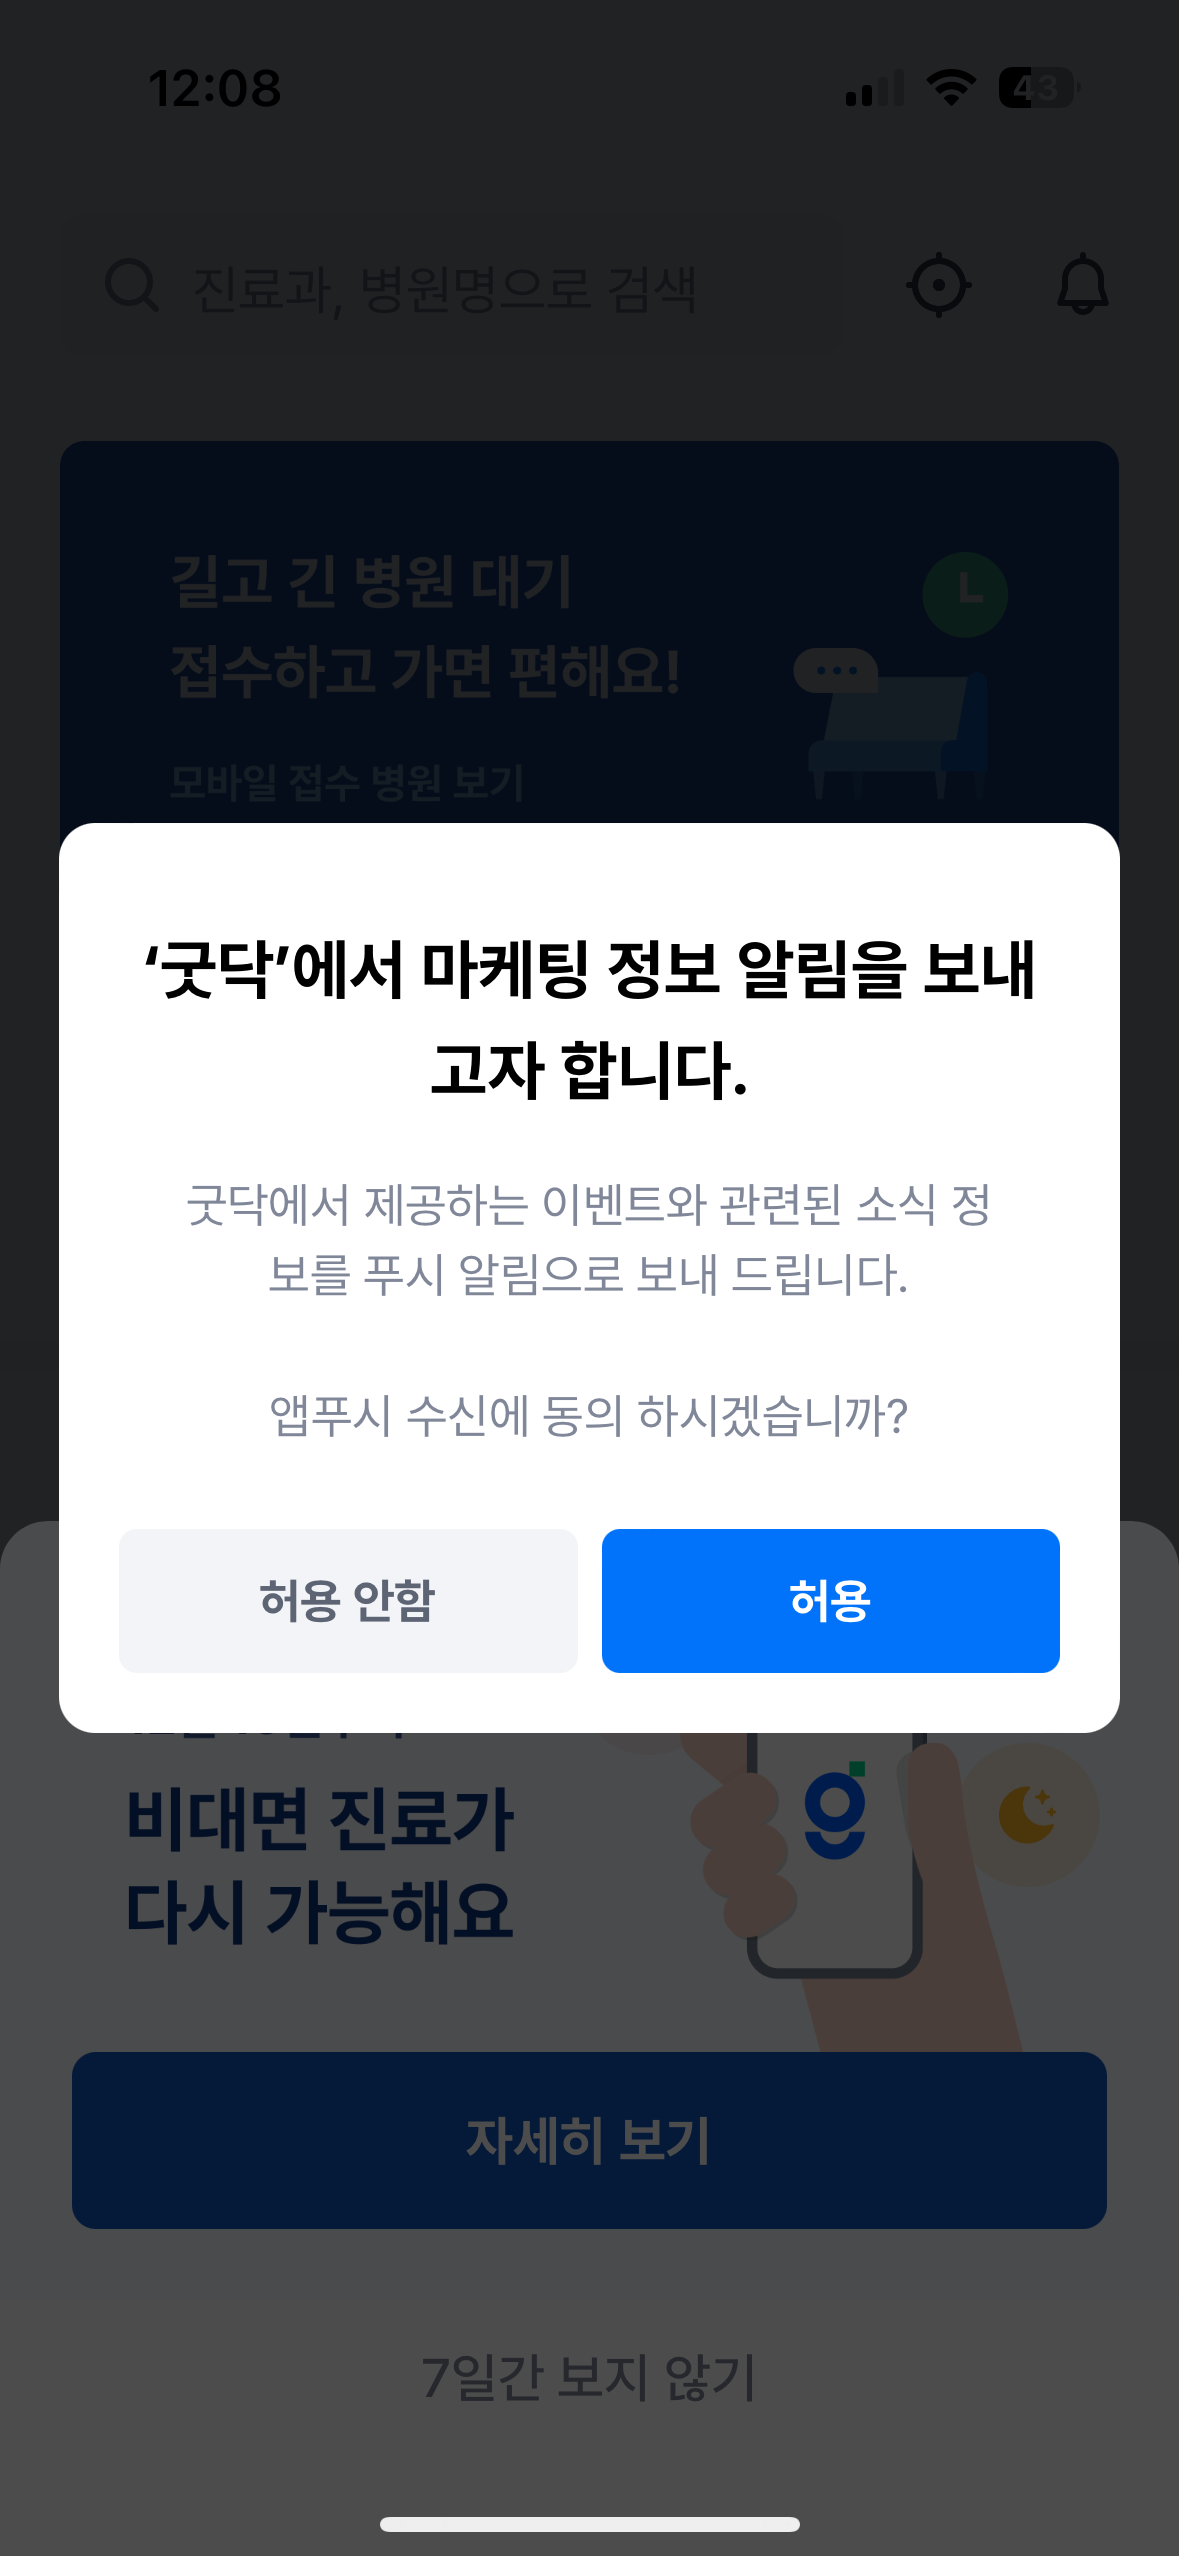 12:08
43
진료과, 병원명으로 검색
길고 긴 병원 대기
접수하고 가면 편해요!
모바일 접수 병원 보기
‘굿닥’에서 마케팅 정보 알림을 보내
고자 합니다.
굿닥에서 제공하는 이벤트와 관련된 소식 정
보를 푸시 알림으로 보내 드립니다.
앱푸시 수신에 동의 하시겠습니까?
허용 안함
허용
비대면 진료가
다시 가능해요
자세히 보기
7일간 보지 않기